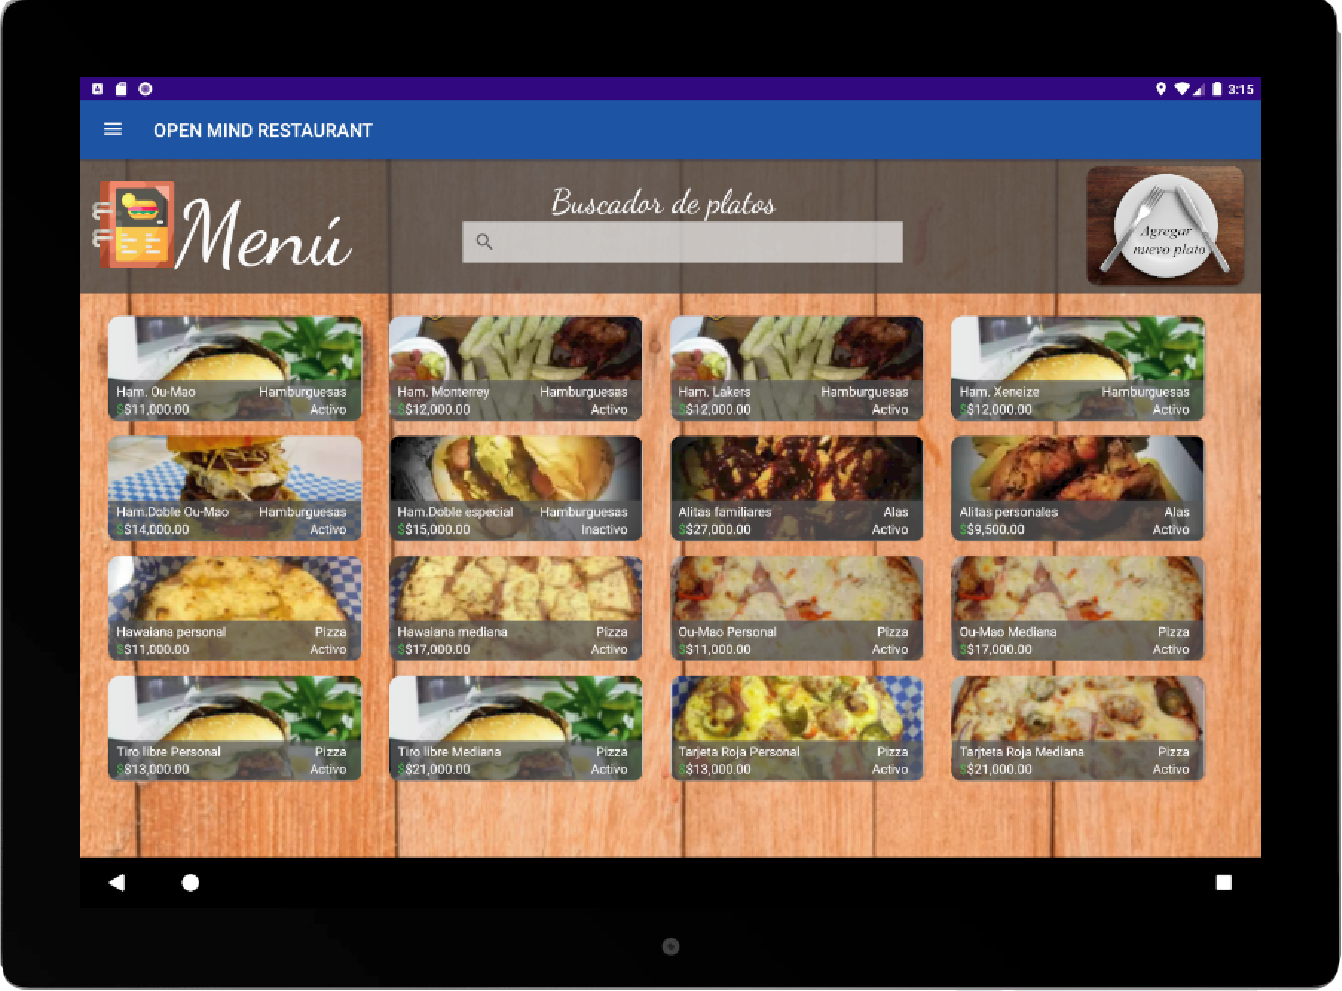 3:15
OPEN MIND RESTAURANT
Menú
Buscador de platos
Agregar
nuevo plato
Ham. Ou-Mao Hamburguesas
$$11,000.00 Activo
Ham. Monterrey Hamburguesas
$$12,000.00 Activo
Ham. Lakers Hamburguesas
$$12,000.00 Activo
Ham. Xeneize Hamburguesas
$$12,000.00 Activo
Ham.Doble Ou-Mao Hamburguesas
$$14,000.00 Activo
Ham.Doble especial Hamburguesas
$$15,000.00 Inactivo
Alitas familiares Alas
$$27,000.00 Activo
Alitas personales Alas
$$9,500.00 Activo
Hawaiana personal Pizza
$$11,000.00 Activo
Hawaiana mediana Pizza
$$17,000.00 Activo
Ou-Mao Personal Pizza
$$11,000.00 Activo
Ou-Mao Mediana Pizza
$$17,000.00 Activo
Tiro libre Personal Pizza
$$13,000.00 Activo
Tiro libre Mediana Pizza
$$21,000.00 Activo
Tarjeta Roja Personal Pizza
$$13,000.00 Activo
Tarjteta Roja Mediana Pizza
$$21,000.00 Activo